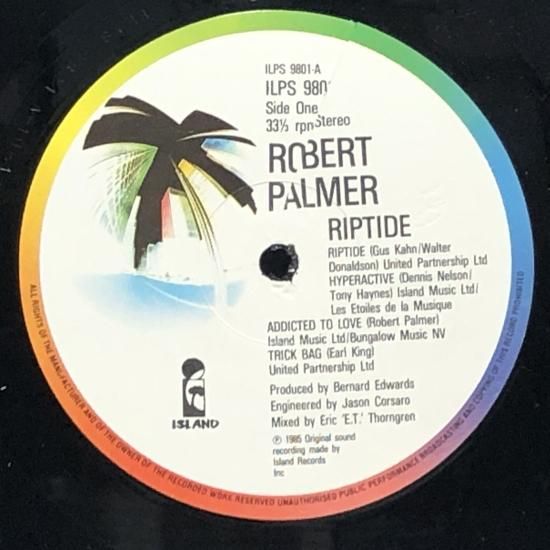 ILPS 9801-A
ILPS 980
Side One
33⅓ rpm Stereo
ROBERT
PALMER
RIPTIDE
RIPTIDE (Gus Kahn/Walter
Donaldson) United Partnership Ltd
HYPERACTIVE (Dennis Nelson/
Tony Haynes) Island Music Ltd/
Les Etoiles de la Musique
ADDICTED TO LOVE (Robert Palmer)
Island Music Ltd/Bungalow Music NV
TRICK BAG (Earl King)
United Partnership Ltd
Produced by Bernard Edwards
Engineered by Jason Corsaro
Mixed by Eric 'E.T.' Thorngren
℗ 1985 Original sound
recording made by
Island Records
Inc
ISLAND
ALL RIGHTS OF THE MANUFACTURER AND OF THE OWNER OF THE RECORDED WORK RESERVED UNAUTHORISED PUBLIC PERFORMANCE BROADCASTING AND COPYING OF THIS RECORD PROHIBITED